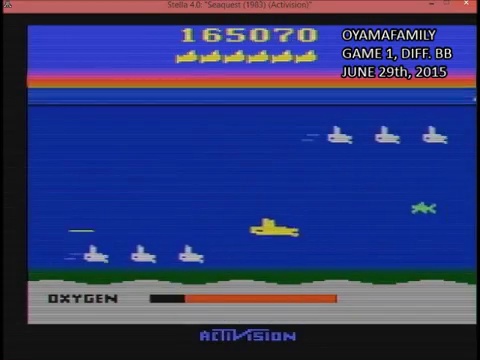 Stella 4.0: "Seaquest (1983) (Activision)"
165070
OYAMAFAMILY
GAME 1, DIFF. BB
JUNE 29th, 2015
OXYGEN
ACTIVISION